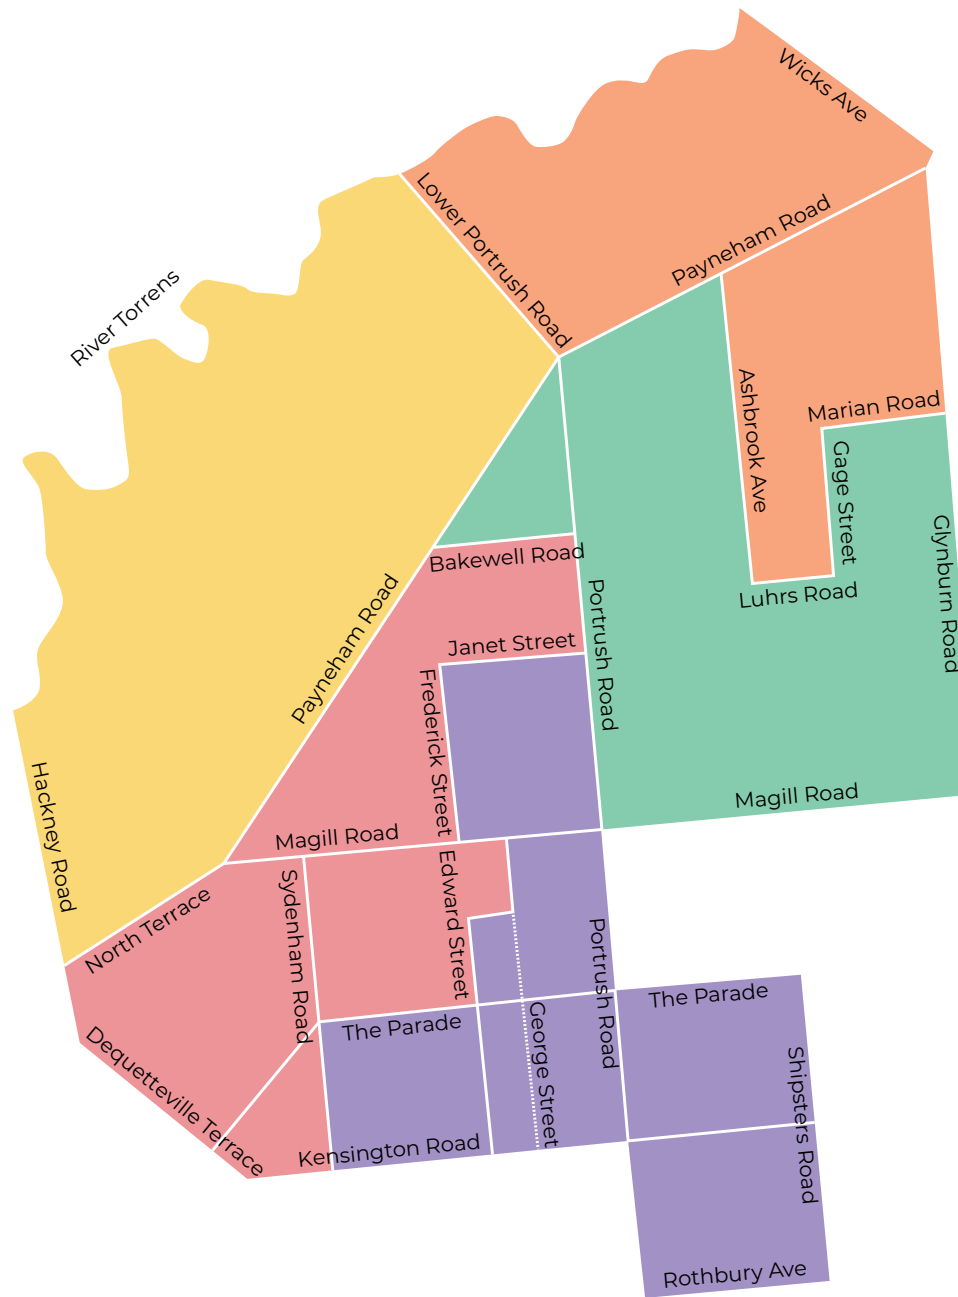 Wicks Ave
Lower Portrush Road
Payneham Road
River Torrens
Ashbrook Ave
Marian Road
Gage Street
Glynburn Road
Bakewell Road
Luhrs Road
Payneham Road
Portrush Road
Janet Street
Frederick Street
Hackney Road
Magill Road
Magill Road
Sydenham Road
Edward Street
North Terrace
Portrush Road
The Parade
The Parade
George Street
Dequetteville Terrace
Shipsters Road
Kensington Road
Rothbury Ave